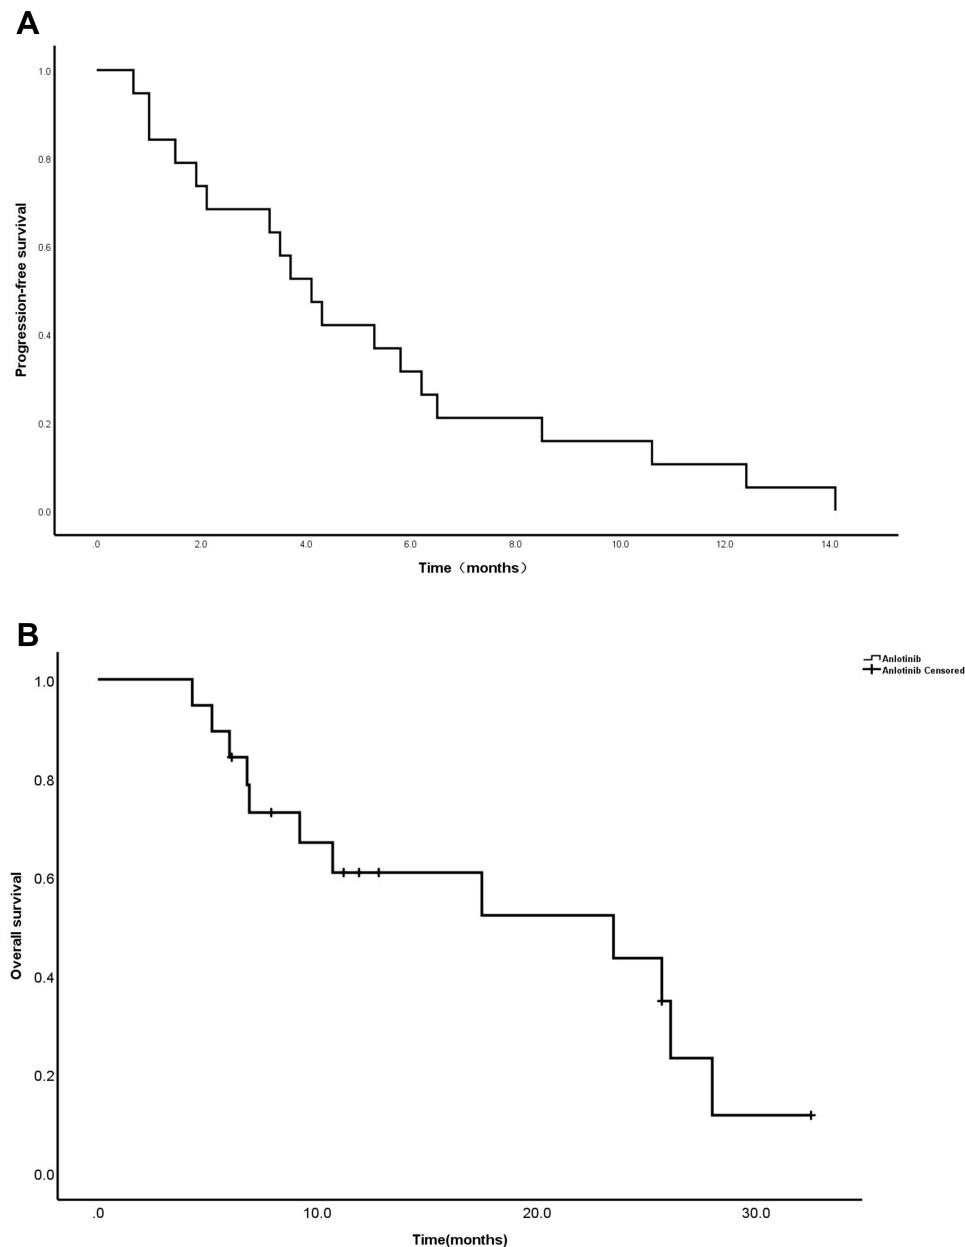 A
1.0
0.8
0.6
0.4
0.2
0.0
Progression-free survival
.0 2.0 4.0 6.0 8.0 10.0 12.0 14.0
Time（months）
B
Anlotinib
Anlotinib Censored
1.0
0.8
0.6
0.4
0.2
0.0
Overall survival
.0 10.0 20.0 30.0
Time(months)